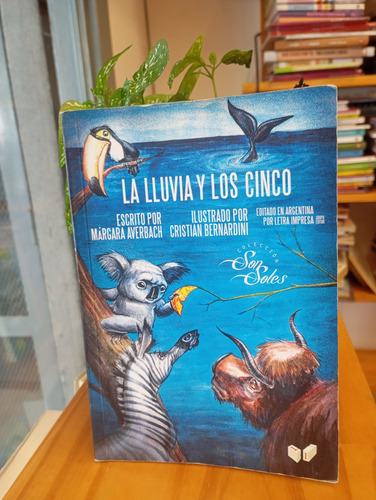 LA LLUVIA Y LOS CINCO
ESCRITO POR
MÁRGARA AVERBACH
ILUSTRADO POR
CRISTIAN BERNARDINI
EDITADO EN ARGENTINA
POR LETRA IMPRESA
COLECCIÓN
Son
Soles